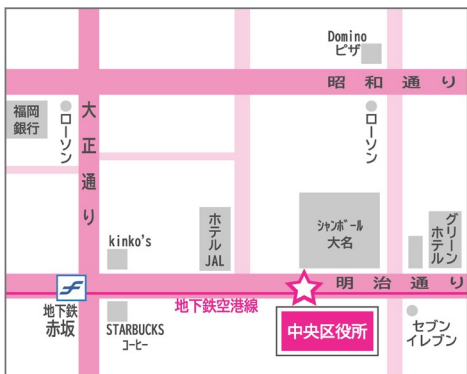 Domino
ピザ
昭和通り
福岡
銀行
ローソン
大正通り
ローソン
kinko's
ホテル
JAL
シャンボール
大名
グリーン
ホテル
明治通り
地下鉄空港線
地下鉄
赤坂
STARBUCKS
コーヒー
中央区役所
セブン
イレブン